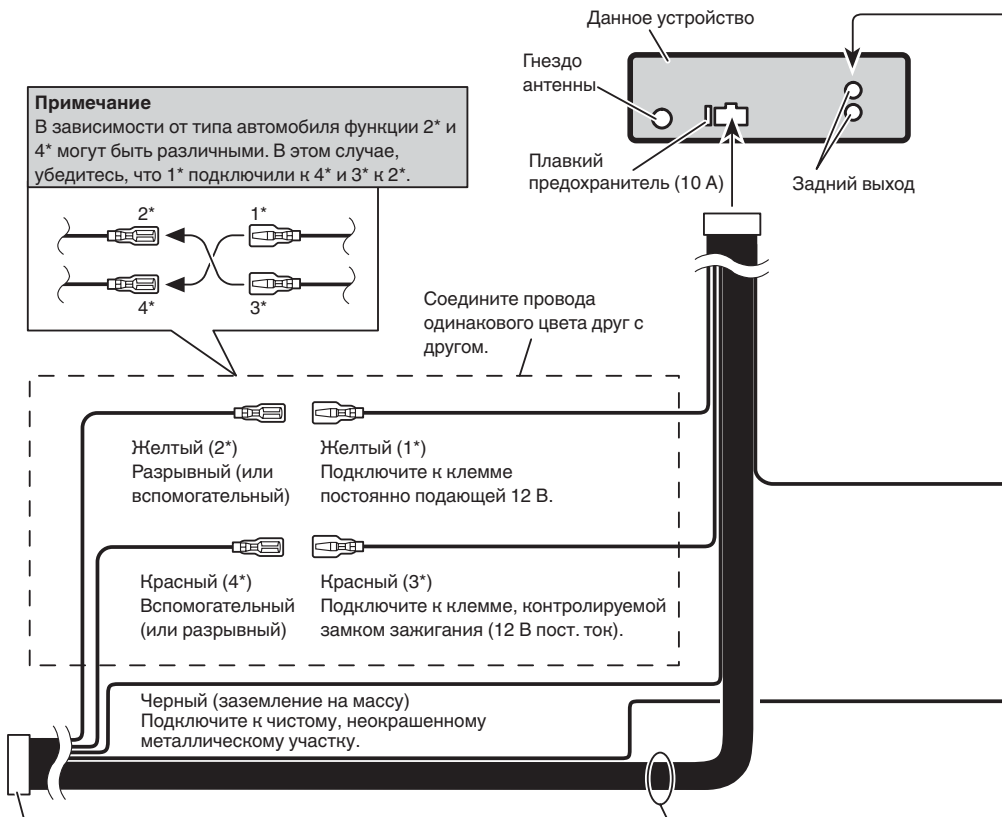 Данное устройство
Гнездо
антенны
Примечание
В зависимости от типа автомобиля функции 2* и
4* могут быть различными. В этом случае,
убедитесь, что 1* подключили к 4* и 3* к 2*.
Плавкий
предохранитель (10 А)
Задний выход
2*
1*
4*
3*
Соедините провода
одинакового цвета друг с
другом.
Желтый (2*)
Разрывный (или
вспомогательный)
Желтый (1*)
Подключите к клемме
постоянно подающей 12 В.
Красный (4*)
Вспомогательный
(или разрывный)
Красный (3*)
Подключите к клемме, контролируемой
замком зажигания (12 В пост. ток).
Черный (заземление на массу)
Подключите к чистому, неокрашенному
металлическому участку.